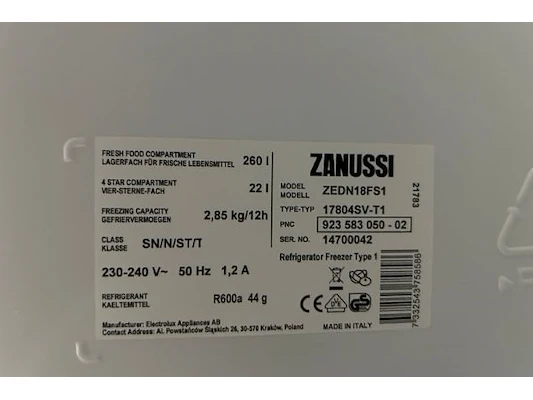 FRESH FOOD COMPARTMENT
LAGERFACH FÜR FRISCHE LEBENSMITTEL 260 l
4 STAR COMPARTMENT
VIER-STERNE-FACH 22 l
FREEZING CAPACITY
GEFRIERVERMOEGEN 2,85 kg/12h
CLASS
KLASSE SN/N/ST/T
230-240 V~ 50 Hz 1,2 A
REFRIGERANT
KAELTEMITTEL R600a 44 g
Manufacturer: Electrolux Appliances AB
Contact Address: Al. Powstańców Śląskich 26, 30-570 Kraków, Poland
ZANUSSI
MODEL
MODELL ZEDN18FS1
TYPE-TYP 17804SV-T1
PNC 923 583 050 - 02
SER. NO. 14700042
Refrigerator Freezer Type 1
21783
7332543758586